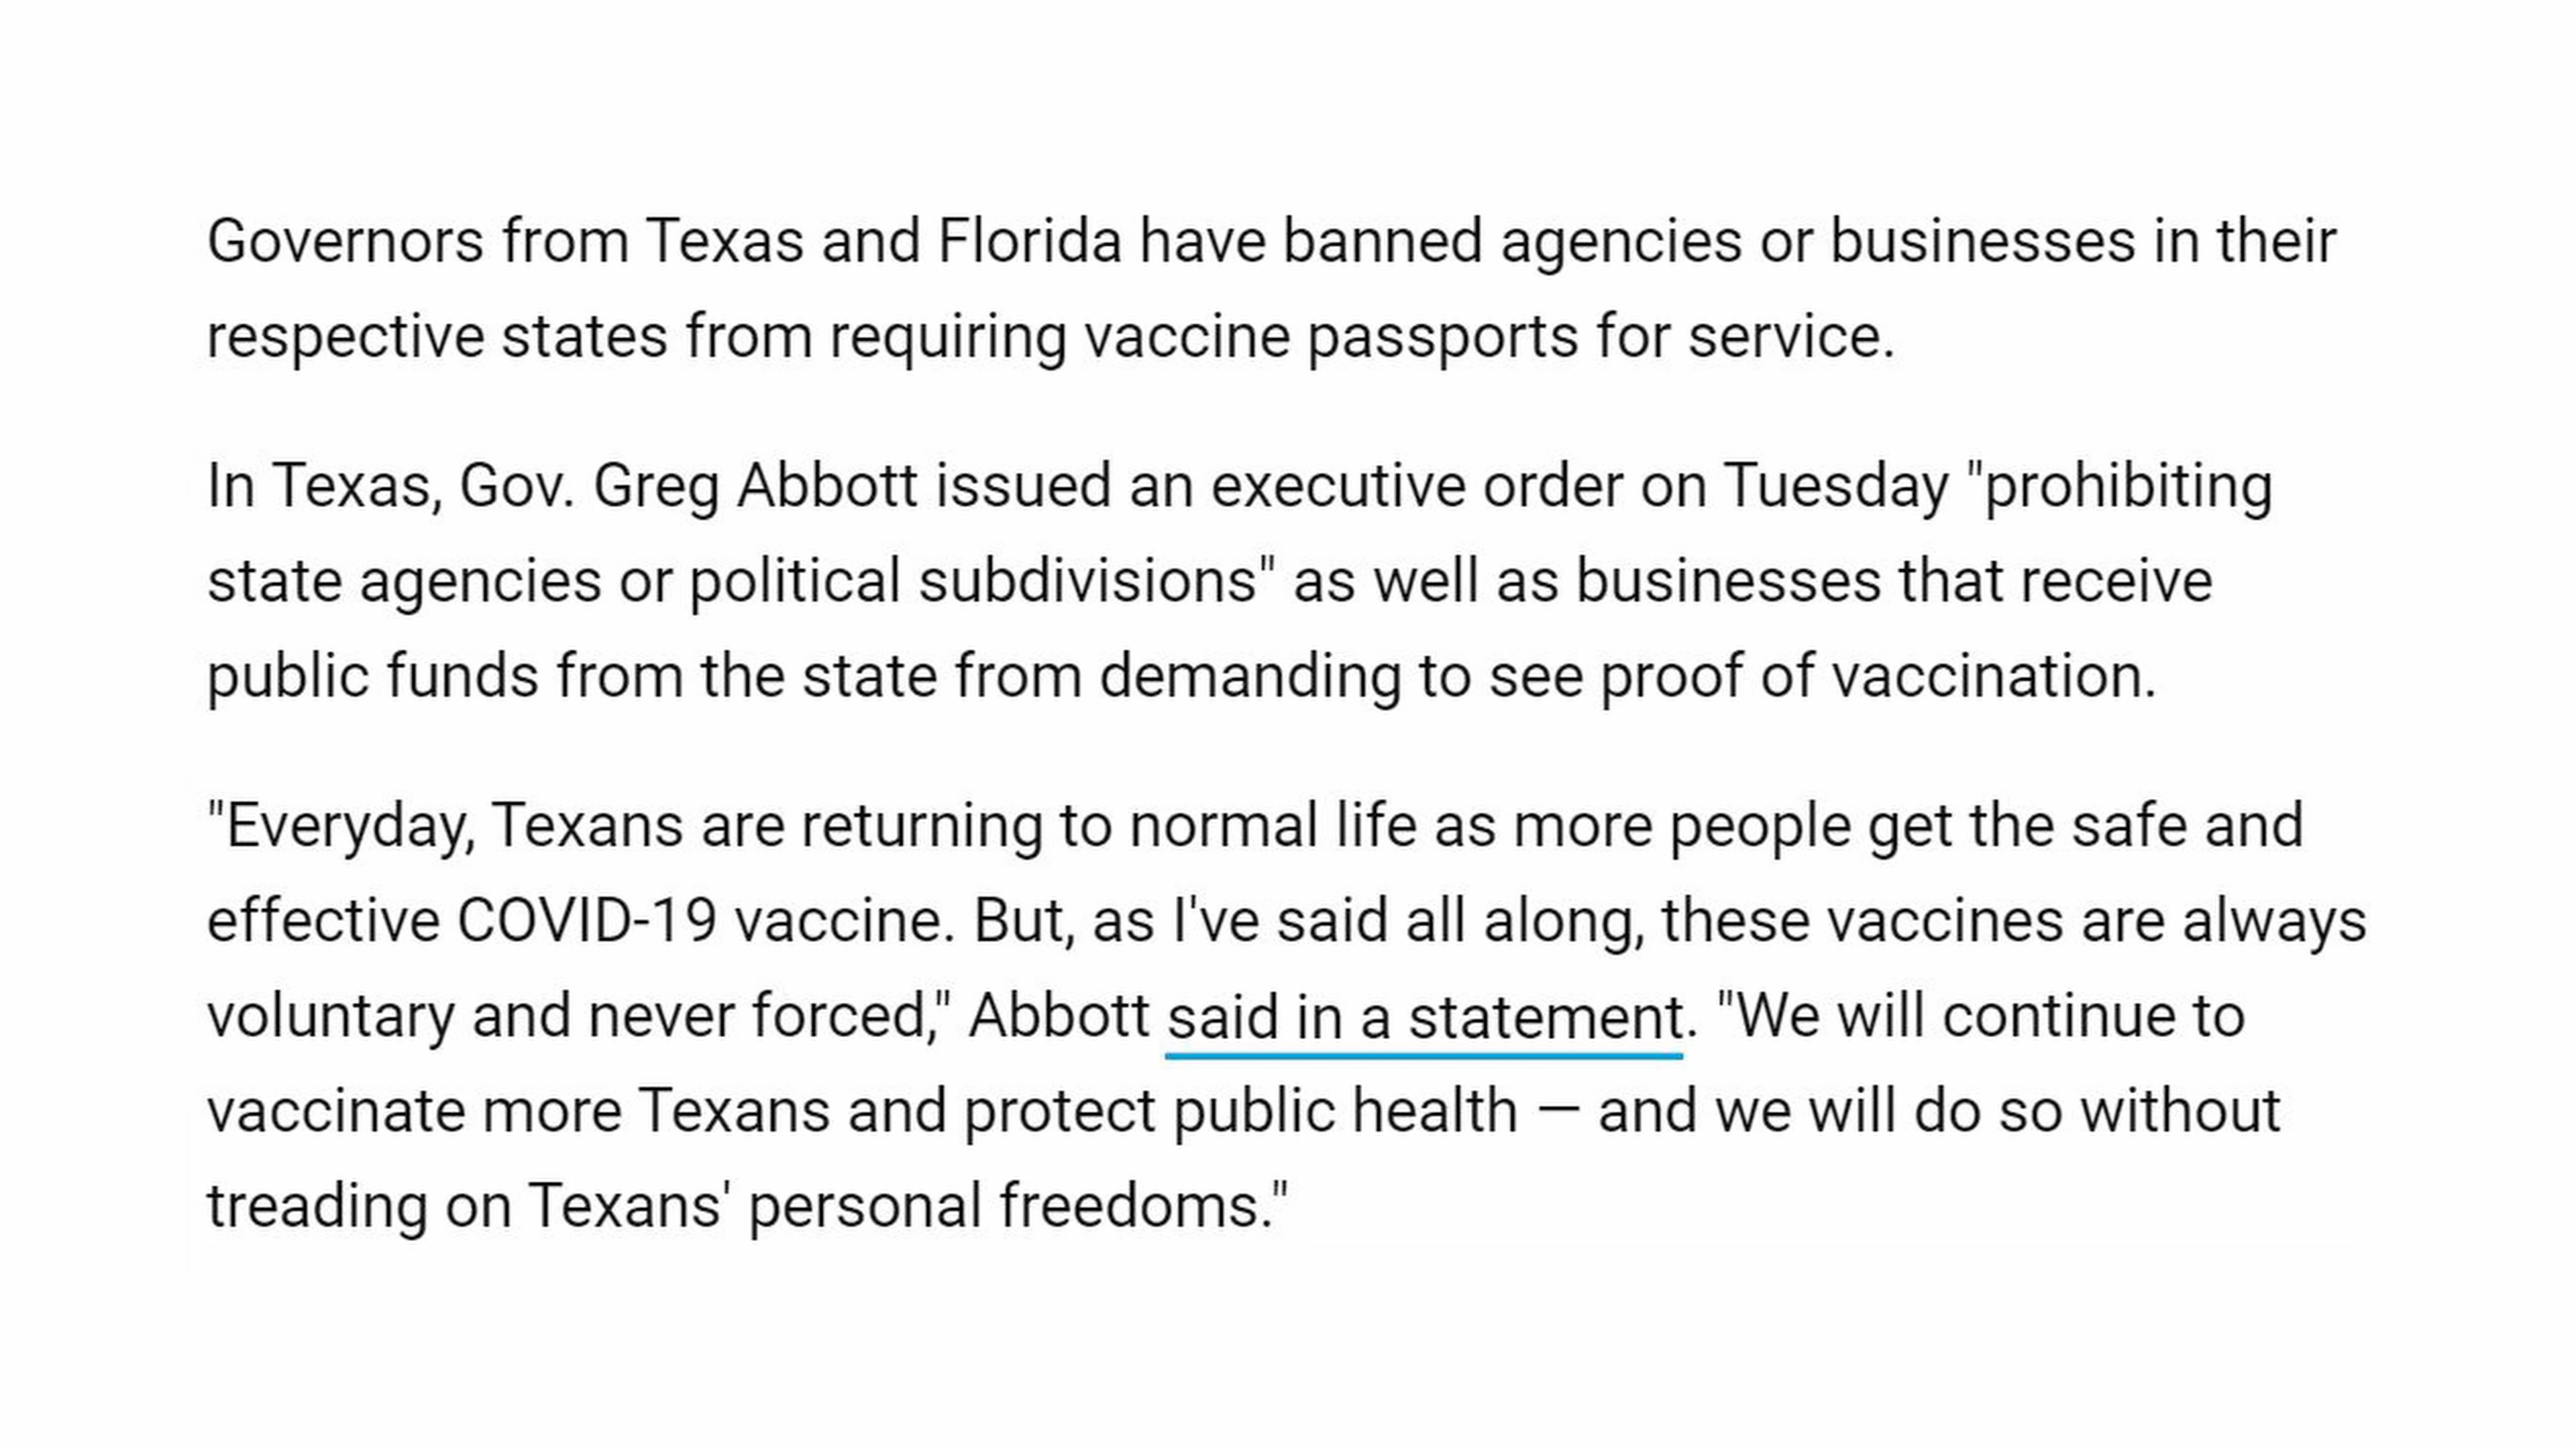 Governors from Texas and Florida have banned agencies or businesses in their
respective states from requiring vaccine passports for service.
In Texas, Gov. Greg Abbott issued an executive order on Tuesday "prohibiting
state agencies or political subdivisions" as well as businesses that receive
public funds from the state from demanding to see proof of vaccination.
"Everyday, Texans are returning to normal life as more people get the safe and
effective COVID-19 vaccine. But, as I've said all along, these vaccines are always
voluntary and never forced," Abbott said in a statement. "We will continue to
vaccinate more Texans and protect public health — and we will do so without
treading on Texans' personal freedoms."